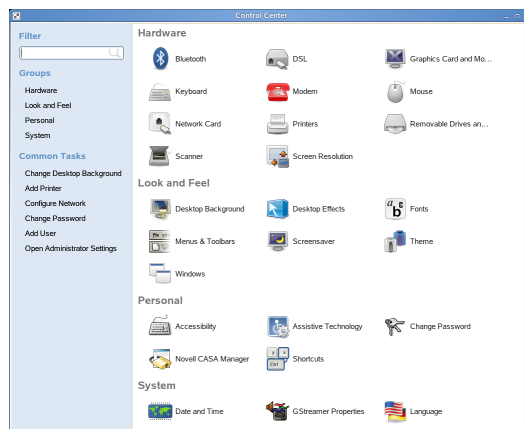 Control Center
Filter
Groups
Hardware
Look and Feel
Personal
System
Common Tasks
Change Desktop Background
Add Printer
Configure Network
Change Password
Add User
Open Administrator Settings
Hardware
Bluetooth
DSL
Graphics Card and Mo...
Keyboard
Modem
Mouse
Network Card
Printers
Removable Drives an...
Scanner
Screen Resolution
Look and Feel
Desktop Background
Desktop Effects
Fonts
Menus & Toolbars
Screensaver
Theme
Windows
Personal
Accessibility
Assistive Technology
Change Password
Novell CASA Manager
Shortcuts
System
Date and Time
GStreamer Properties
Language